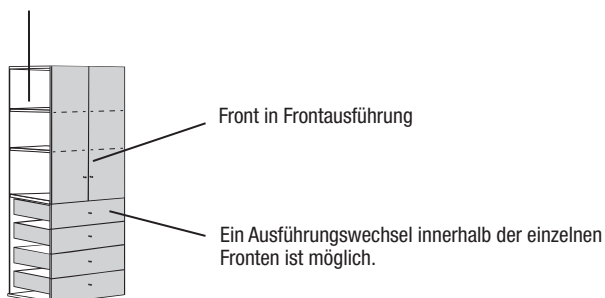 Front in Frontausführung
Ein Ausführungswechsel innerhalb der einzelnen
Fronten ist möglich.